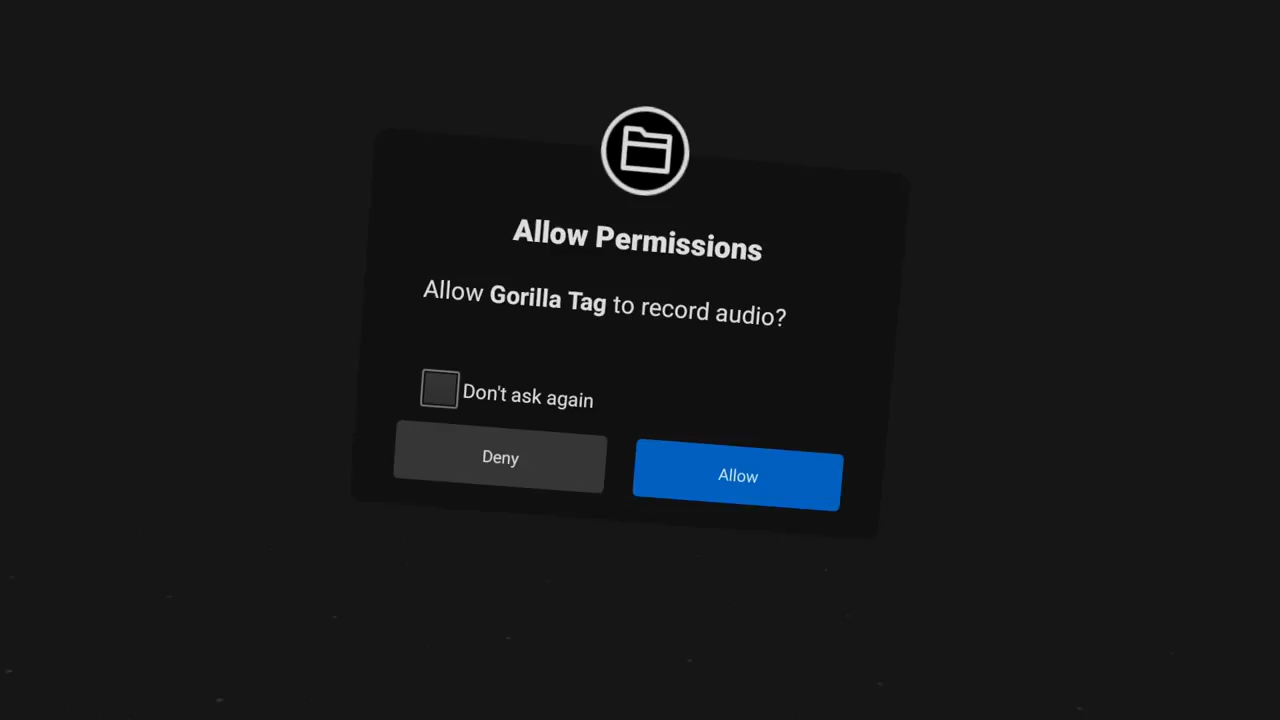 Allow Permissions
Allow Gorilla Tag to record audio?
Don't ask again
Deny
Allow